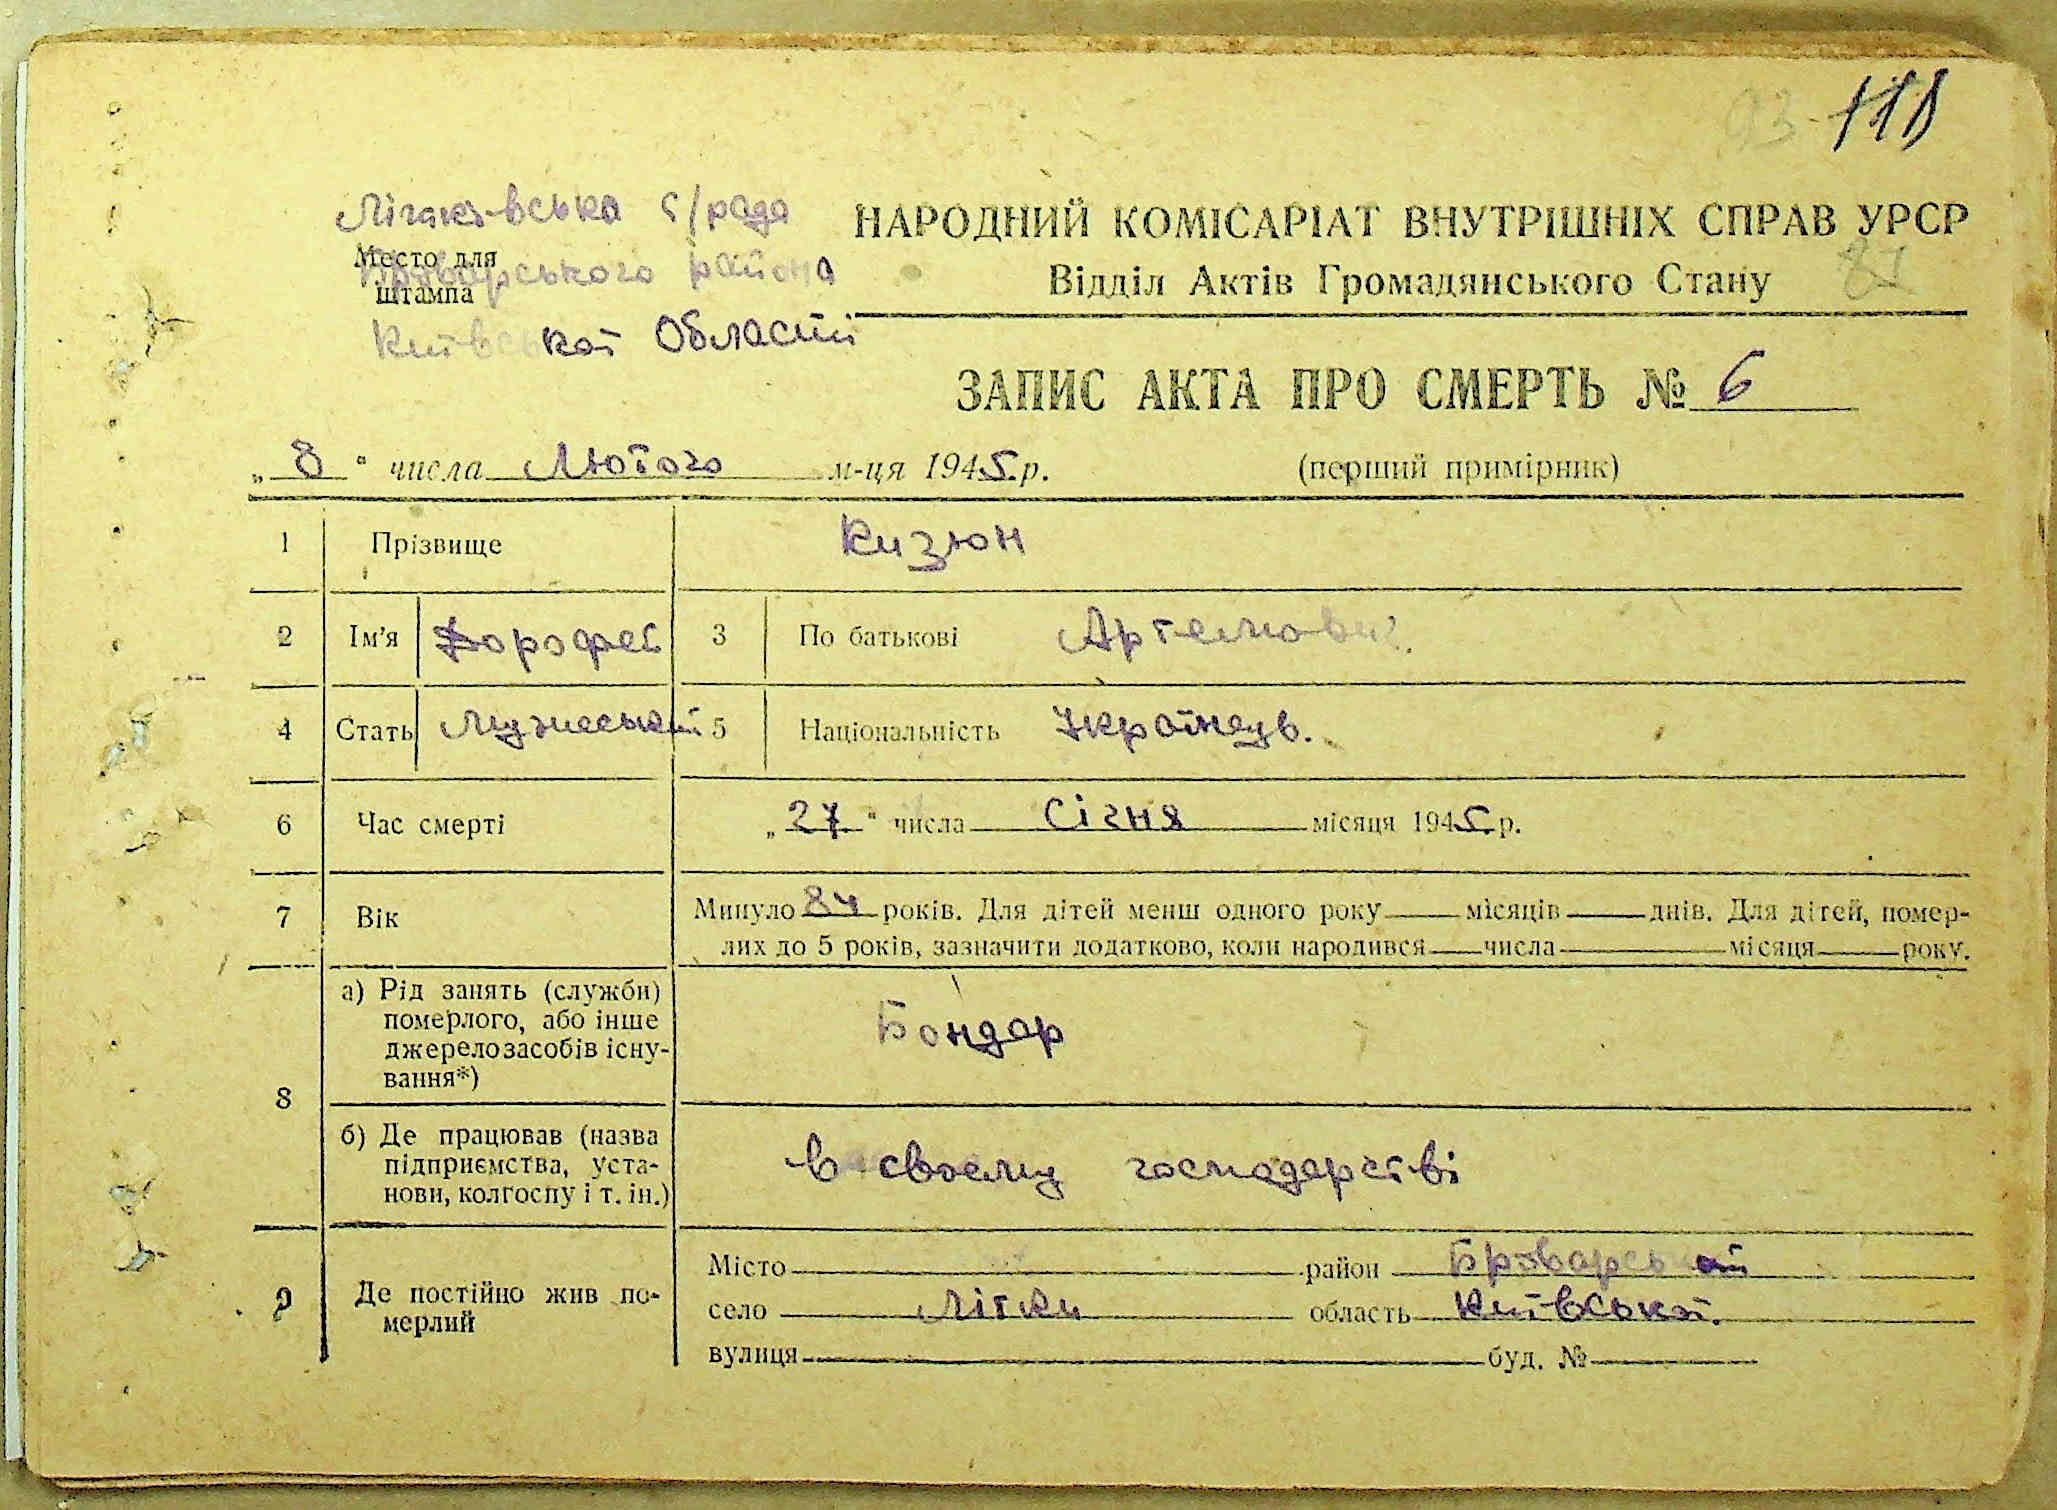 93 118
Літківська с/рада
НАРОДНИЙ КОМІСАРІАТ ВНУТРІШНІХ СПРАВ УРСР
Место для
Броварського района
штампа
Відділ Актів Громадянського Стану 87
Київської Області
ЗАПИС АКТА ПРО СМЕРТЬ № 6
„8“ числа Лютого м-ця 1945 р. (перший примірник)
1 Прізвище Кизюн
2 Ім'я Дорофей 3 По батькові Артемович
4 Стать Мужеський 5 Національність Українець.
6 Час смерті „27“ числа Січня місяця 1945 р.
7 Вік Минуло 84 років. Для дітей менш одного року місяців днів. Для дітей, помер-
лих до 5 років, зазначити додатково, коли народився числа місяця року.
8 а) Рід занять (служби)
померлого, або інше
джерело засобів існу-
вання*)
Бондар
б) Де працював (назва
підприємства, уста-
нови, колгоспу і т. ін.)
в своему господарстві
9 Де постійно жив по-
мерлий
Місто район Броварський
село Літки область Київської.
вулиця буд. №